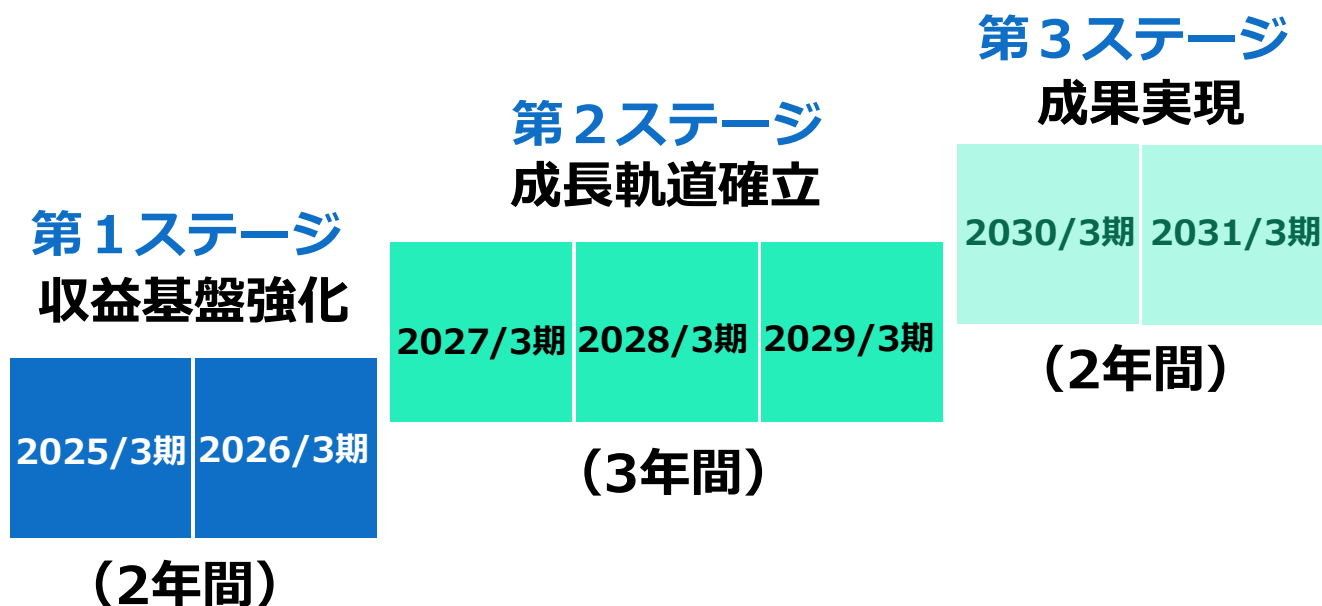 第１ステージ
収益基盤強化
2025/3期 2026/3期
（2年間）
第２ステージ
成長軌道確立
2027/3期 2028/3期 2029/3期
（3年間）
第３ステージ
成果実現
2030/3期 2031/3期
（2年間）